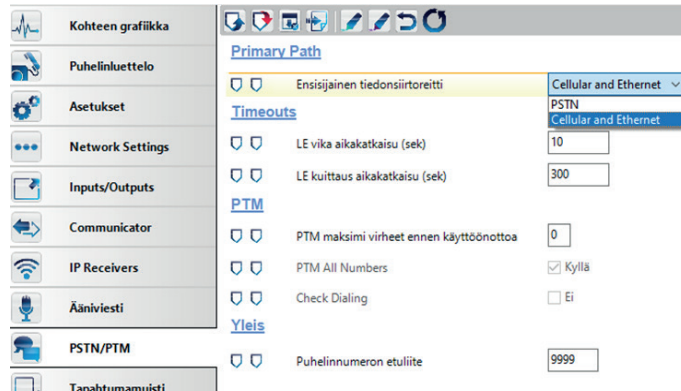 Kohteen grafiikka
Puhelinluettelo
Asetukset
Network Settings
Inputs/Outputs
Communicator
IP Receivers
Ääniviesti
PSTN/PTM
Tapahtumamuisti
Primary Path
Ensisijainen tiedonsiirtoreitti Cellular and Ethernet
PSTN
Cellular and Ethernet
Timeouts
LE vika aikakatkaisu (sek) 10
LE kuittaus aikakatkaisu (sek) 300
PTM
PTM maksimi virheet ennen käyttöönottoa 0
PTM All Numbers Kyllä
Check Dialing Ei
Yleis
Puhelinnumeron etuliite 9999